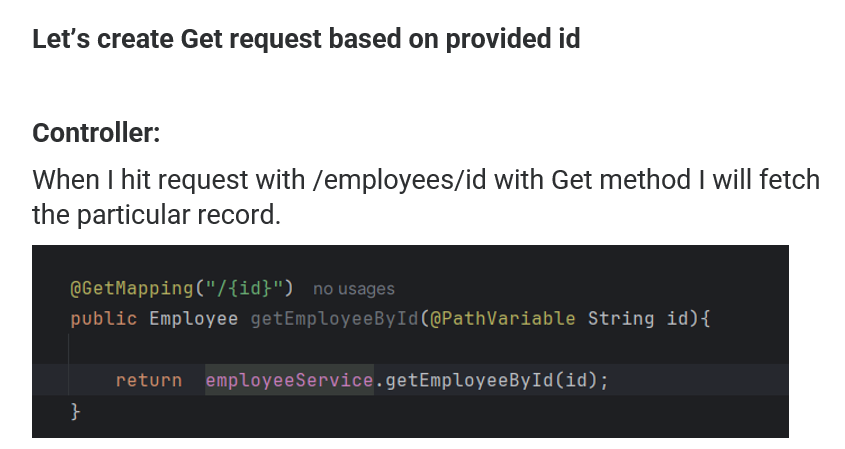 Let’s create Get request based on provided id
Controller:
When I hit request with /employees/id with Get method I will fetch
the particular record.
@GetMapping("/{id}") no usages
public Employee getEmployeeById(@PathVariable String id){
return employeeService.getEmployeeById(id);
}